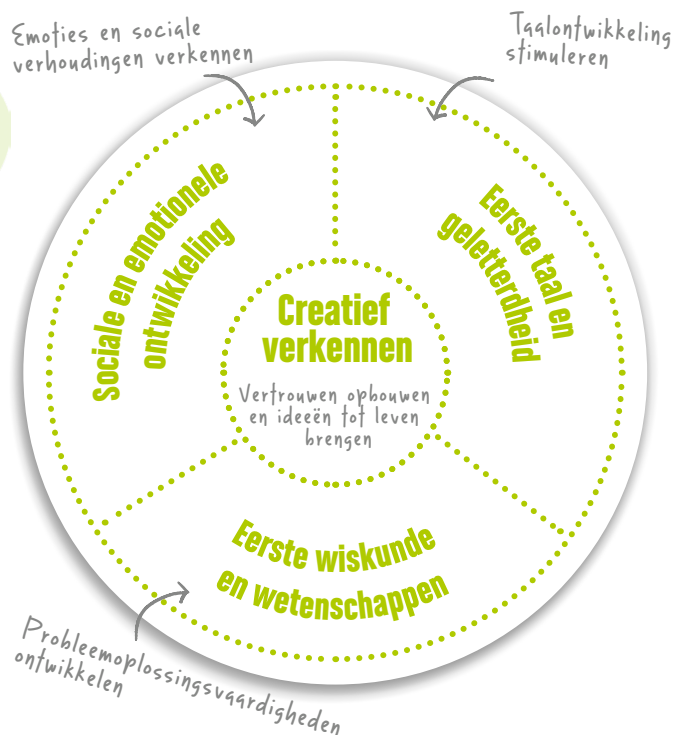 Emoties en sociale
verhoudingen verkennen
Taalontwikkeling
stimuleren
Sociale en emotionele
ontwikkeling
Eerste taal en
geletterdheid
Creatief
verkennen
Vertrouwen opbouwen
en ideeën tot leven
brengen
Eerste wiskunde
en wetenschappen
Probleemoplossingsvaardigheden
ontwikkelen